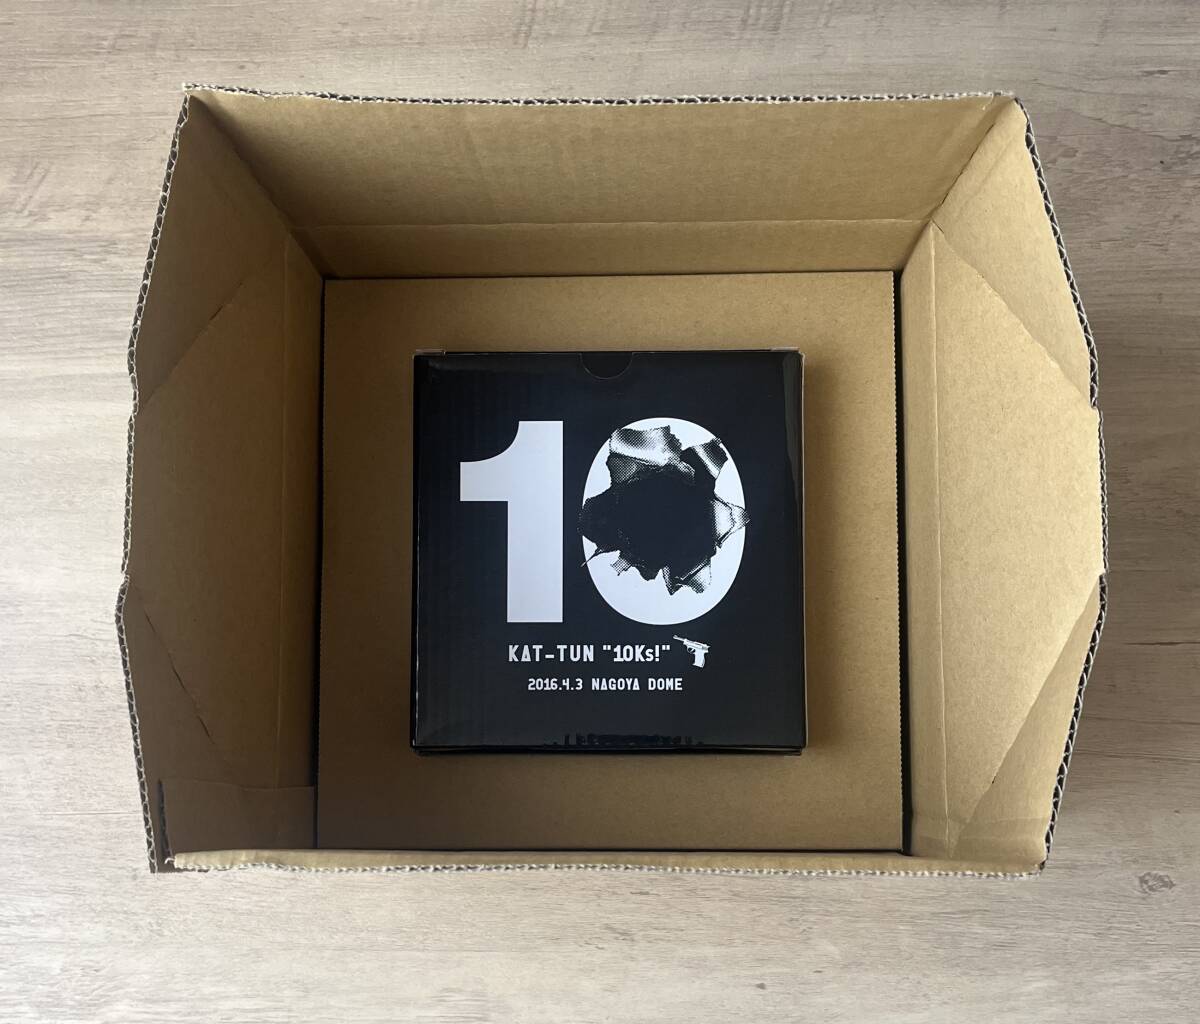 10
KAT-TUN "10Ks!"
2016.4.3 NAGOYA DOME